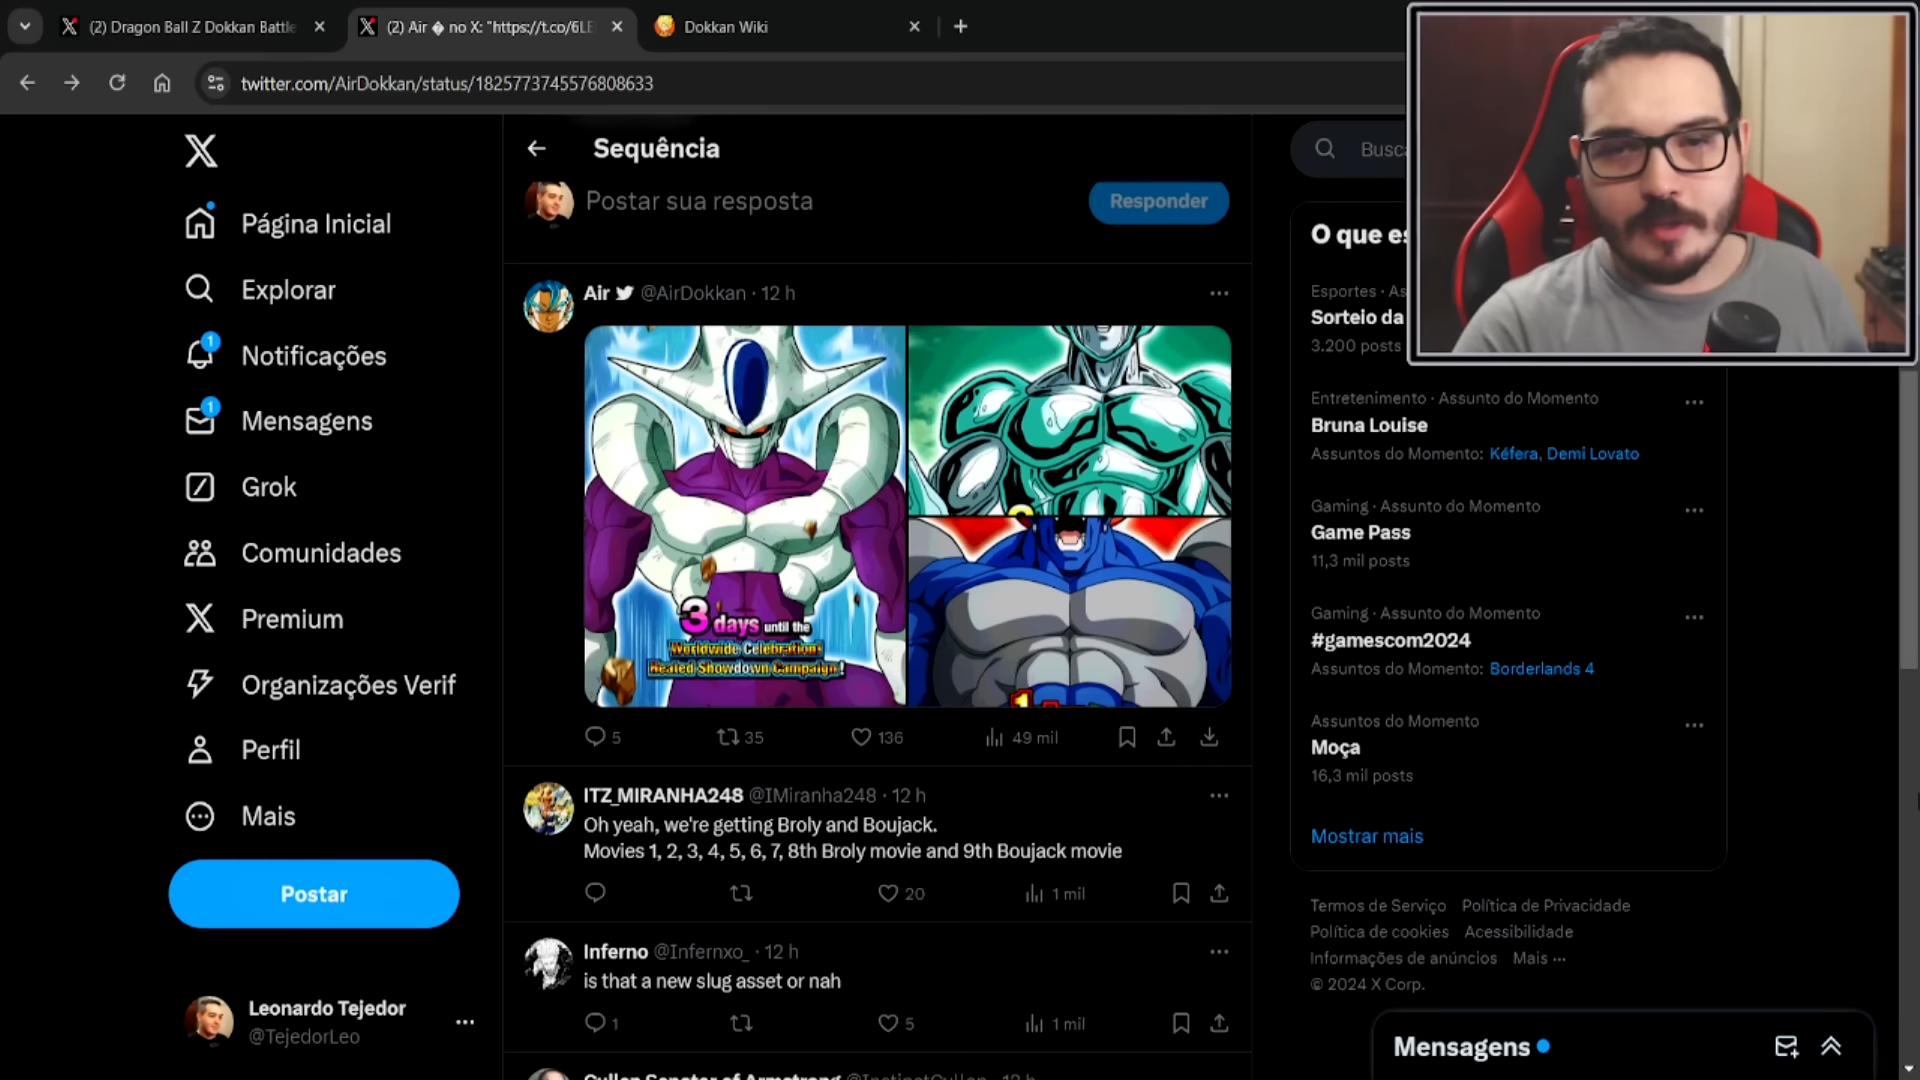 (2) Dragon Ball Z Dokkan Battle
(2) Air � no X: "https://t.co/6LE
Dokkan Wiki
twitter.com/AirDokkan/status/1825773745576808633
Sequência
Postar sua resposta
Responder
Busca
Página Inicial
Explorar
1
Notificações
1
Mensagens
Grok
Comunidades
Premium
Organizações Verif
Perfil
Mais
Postar
Leonardo Tejedor
@TejedorLeo
Air @AirDokkan · 12 h
3 days until the
Worldwide Celebration!
Heated Showdown Campaign!
1
5
35
136
49 mil
ITZ_MIRANHA248 @IMiranha248 · 12 h
Oh yeah, we're getting Broly and Boujack.
Movies 1, 2, 3, 4, 5, 6, 7, 8th Broly movie and 9th Boujack movie
20
1 mil
Inferno @Infernxo_ · 12 h
is that a new slug asset or nah
1
5
1 mil
O que es
Esportes · As
Sorteio da
3.200 posts
Entretenimento · Assunto do Momento
Bruna Louise
Assuntos do Momento: Kéfera, Demi Lovato
Gaming · Assunto do Momento
Game Pass
11,3 mil posts
Gaming · Assunto do Momento
#gamescom2024
Assuntos do Momento: Borderlands 4
Assuntos do Momento
Moça
16,3 mil posts
Mostrar mais
Termos de Serviço Política de Privacidade
Política de cookies Acessibilidade
Informações de anúncios Mais ···
© 2024 X Corp.
Mensagens